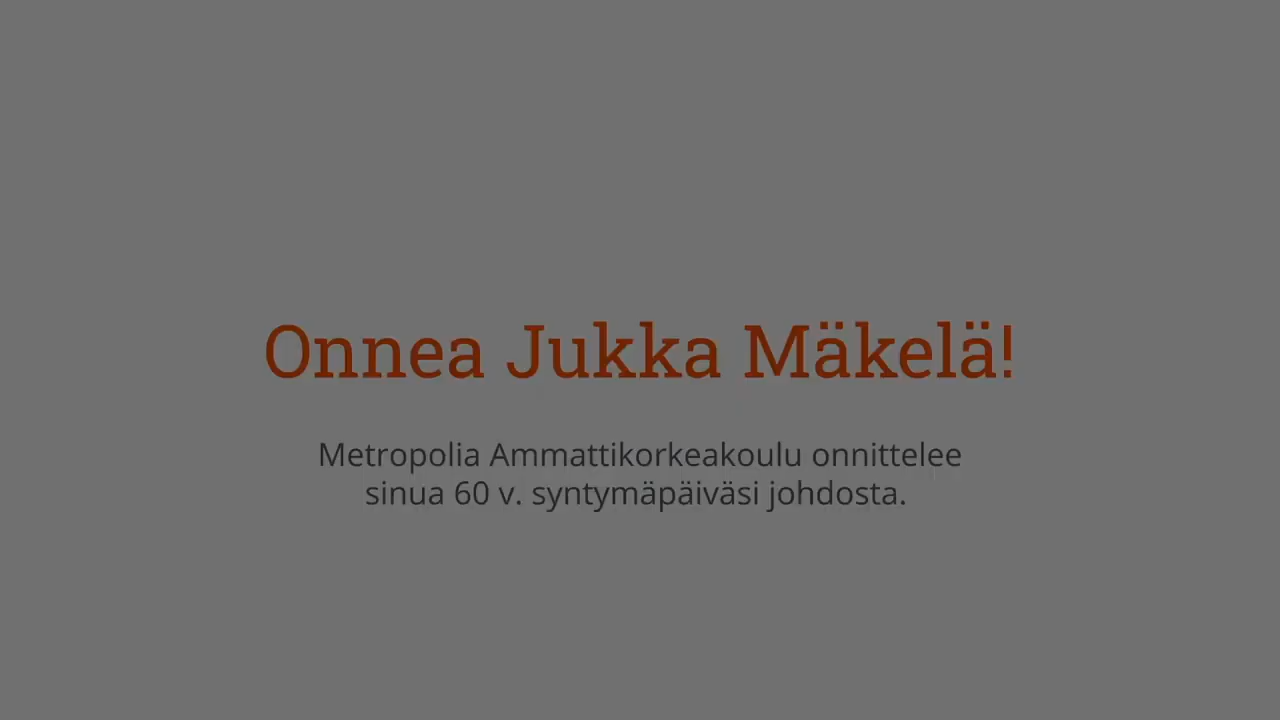 Onnea Jukka Mäkelä!
Metropolia Ammattikorkeakoulu onnittelee
sinua 60 v. syntymäpäiväsi johdosta.